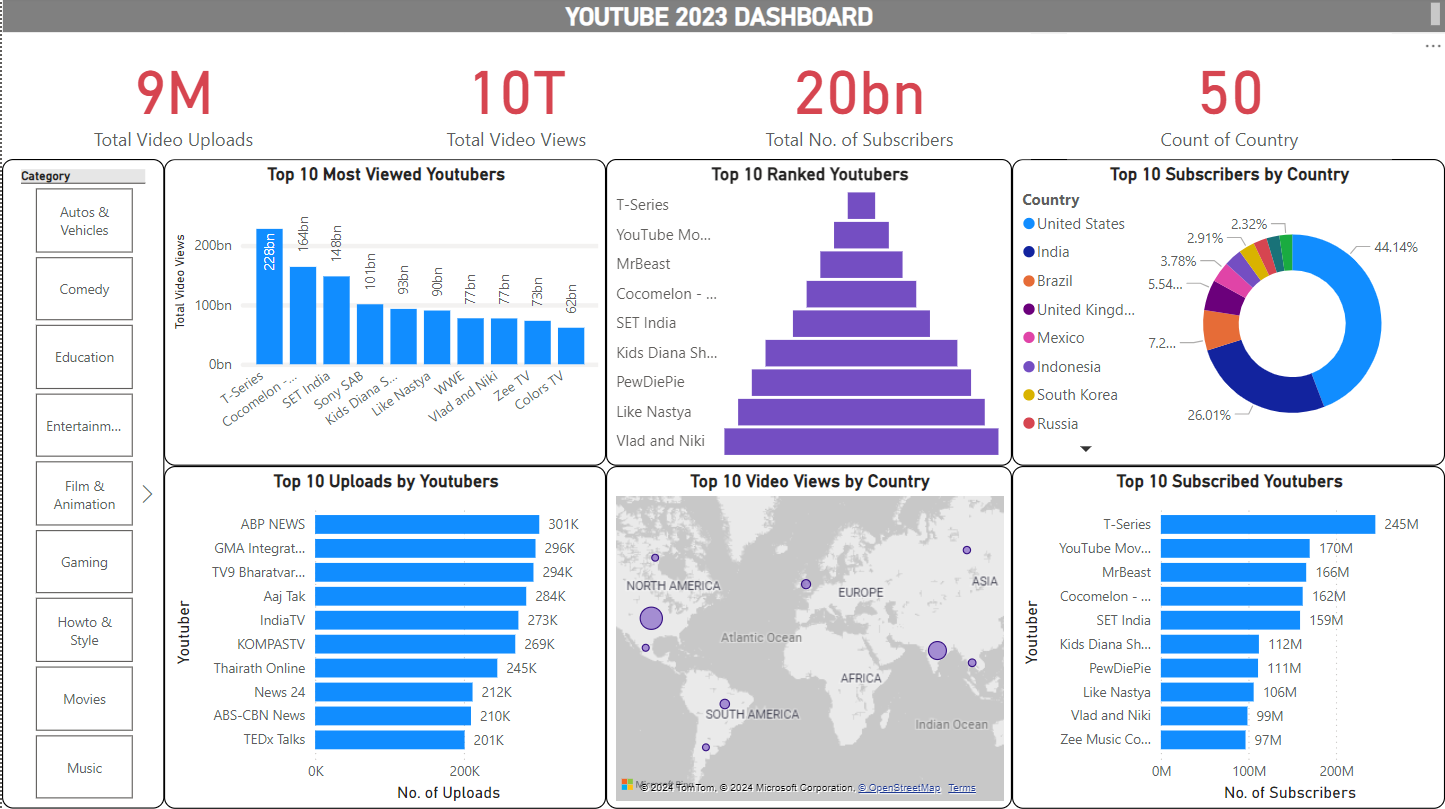 YOUTUBE 2023 DASHBOARD
...
9M
Total Video Uploads
10T
Total Video Views
20bn
Total No. of Subscribers
50
Count of Country
Category
Autos &
Vehicles
Comedy
Education
Entertainm...
Film &
Animation
Gaming
Howto &
Style
Movies
Music
Top 10 Most Viewed Youtubers
Total Video Views
200bn
100bn
0bn
228bn
164bn
148bn
101bn
93bn
90bn
77bn
77bn
73bn
62bn
T-Series
Cocomelon -...
SET India
Sony SAB
Kids Diana S...
Like Nastya
WWE
Vlad and Niki
Zee TV
Colors TV
Top 10 Ranked Youtubers
T-Series
YouTube Mo...
MrBeast
Cocomelon - ...
SET India
Kids Diana Sh...
PewDiePie
Like Nastya
Vlad and Niki
Top 10 Subscribers by Country
Country
United States
India
Brazil
United Kingd...
Mexico
Indonesia
South Korea
Russia
44.14%
26.01%
7.2...
5.54...
3.78%
2.91%
2.32%
Top 10 Uploads by Youtubers
Youtuber
ABP NEWS 301K
GMA Integrat... 296K
TV9 Bharatvar... 294K
Aaj Tak 284K
IndiaTV 273K
KOMPASTV 269K
Thairath Online 245K
News 24 212K
ABS-CBN News 210K
TEDx Talks 201K
0K 200K
No. of Uploads
Top 10 Video Views by Country
NORTH AMERICA
EUROPE
ASIA
Atlantic Ocean
AFRICA
SOUTH AMERICA
Indian Ocean
Microsoft Bing
© 2024 TomTom, © 2024 Microsoft Corporation, © OpenStreetMap Terms
Top 10 Subscribed Youtubers
Youtuber
T-Series 245M
YouTube Mov... 170M
MrBeast 166M
Cocomelon - ... 162M
SET India 159M
Kids Diana Sh... 112M
PewDiePie 111M
Like Nastya 106M
Vlad and Niki 99M
Zee Music Co... 97M
0M 100M 200M
No. of Subscribers